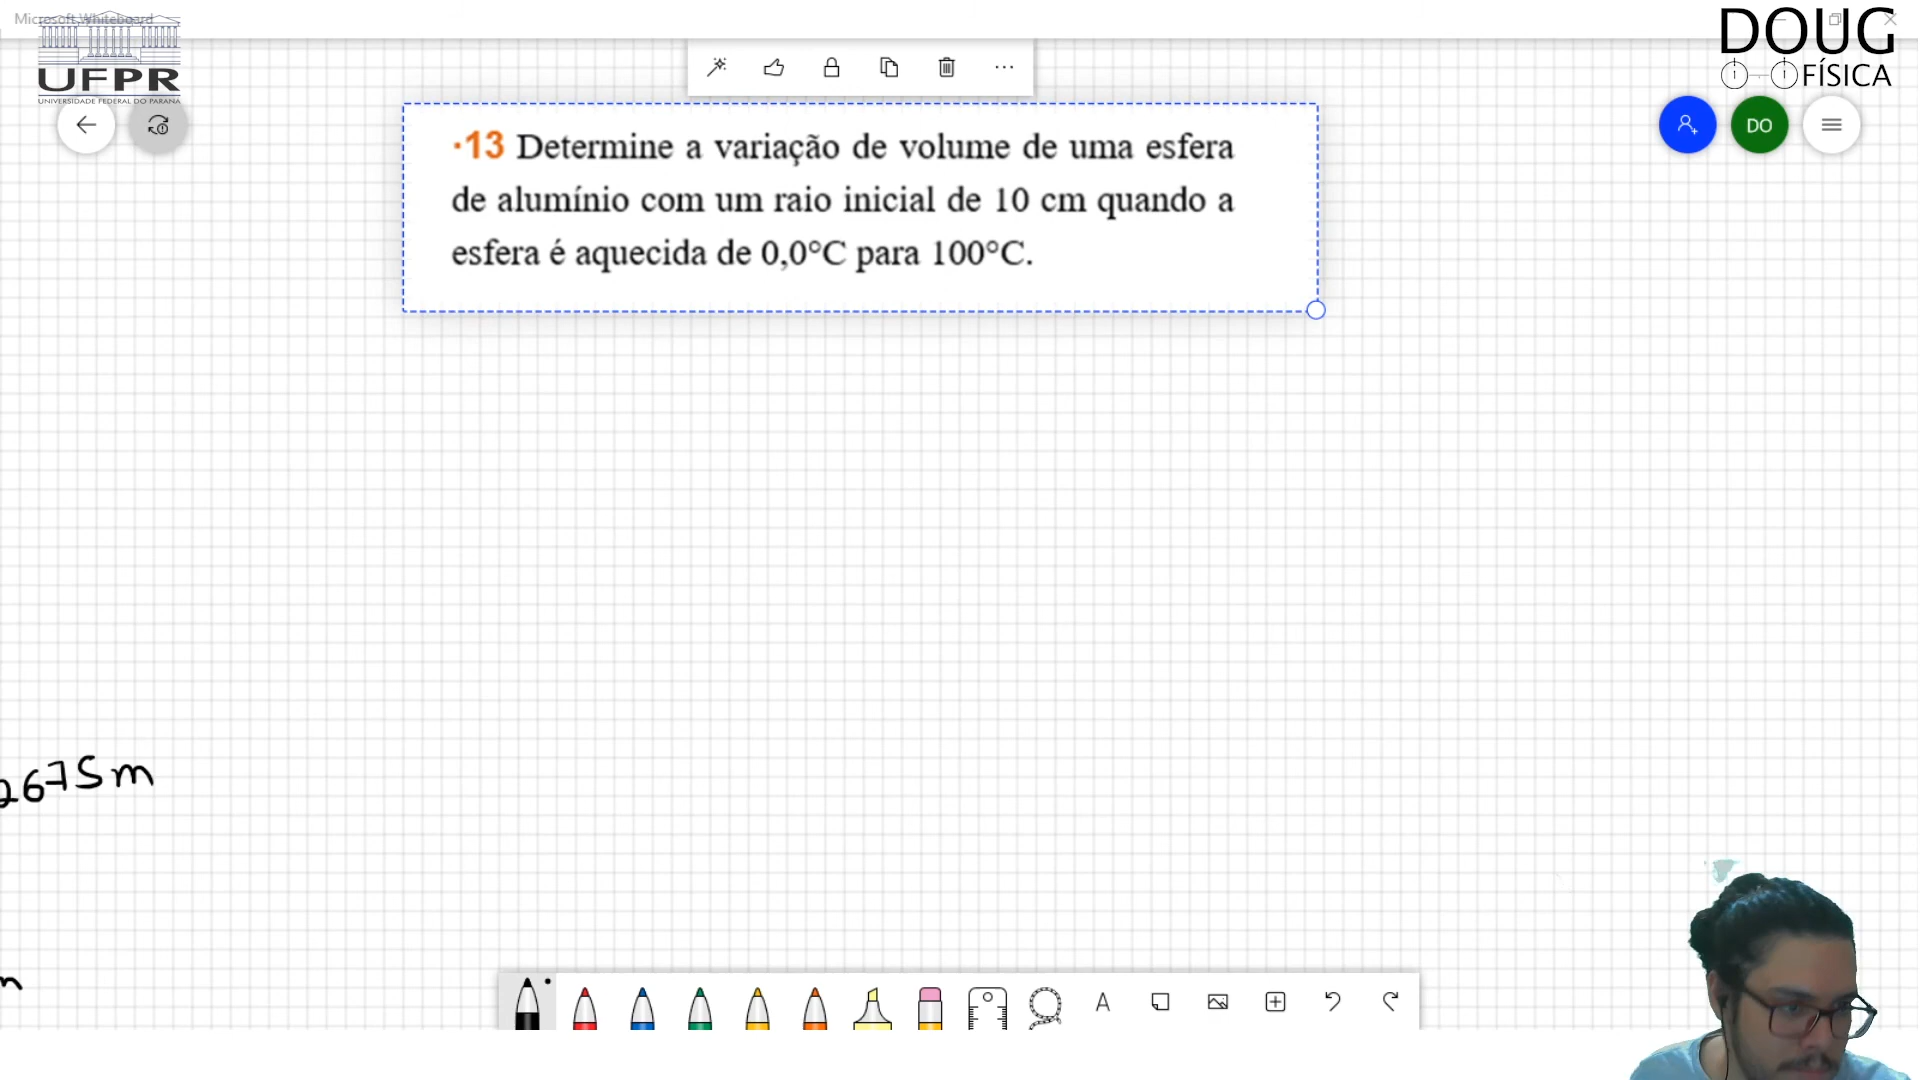 Microsoft Whiteboard
UFPR
UNIVERSIDADE FEDERAL DO PARANÁ
DOUG
FÍSICA
DO
·13 Determine a variação de volume de uma esfera
de alumínio com um raio inicial de 10 cm quando a
esfera é aquecida de 0,0°C para 100°C.
2675m
A